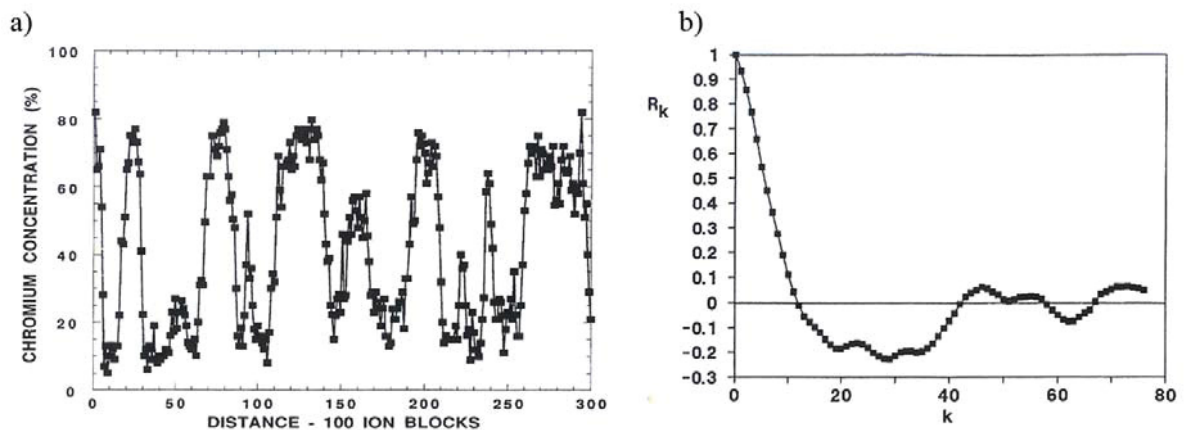 a)
100
80
60
40
20
0
CHROMIUM CONCENTRATION (%)
0 50 100 150 200 250 300
DISTANCE - 100 ION BLOCKS
b)
1
0.9
0.8
0.7
0.6
0.5
0.4
0.3
0.2
0.1
0
-0.1
-0.2
-0.3
Rk
0 20 40 60 80
k